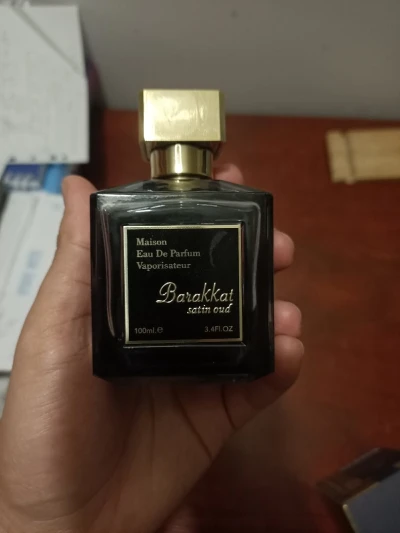 Maison
Eau De Parfum
Vaporisateur
Barakkat
satin oud
100ml.e 3.4Fl.OZ